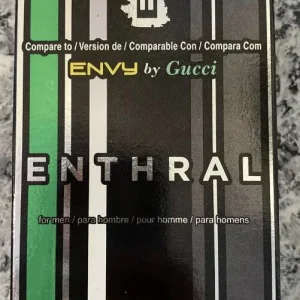 E
Compare to / Version de / Comparable Con / Compara Com
ENVY by Gucci
ENTHRAL
for men / para hombre / pour homme / para homens